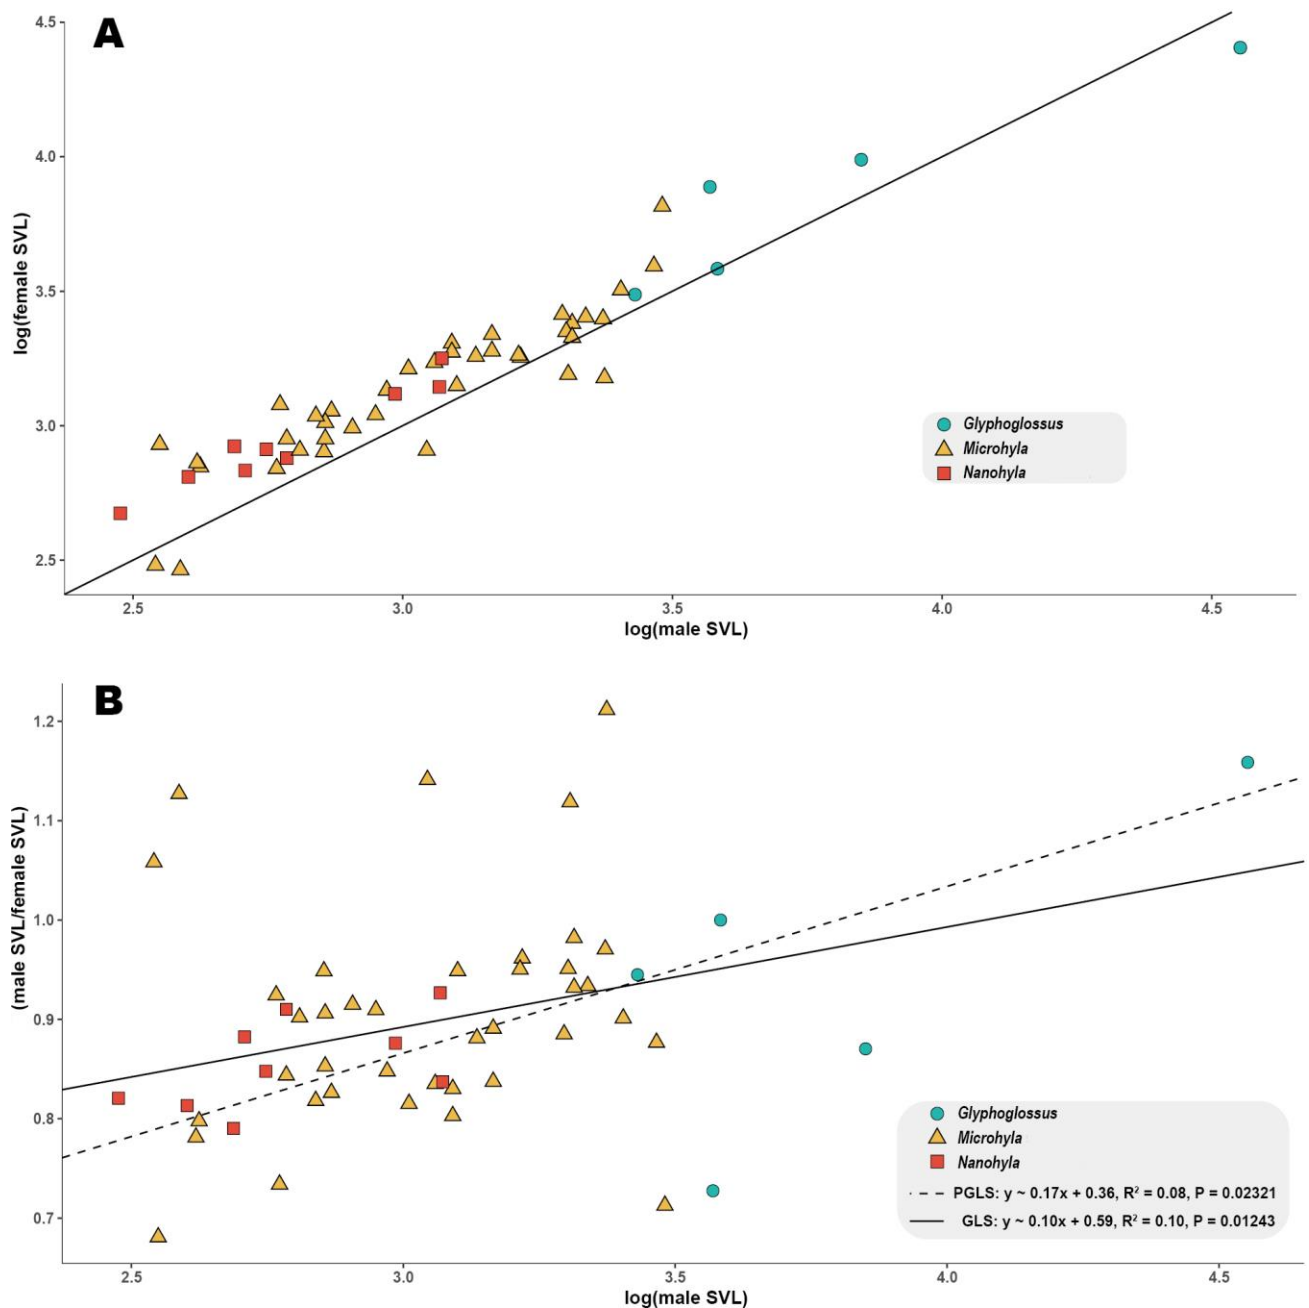 A
4.5
4.0
3.5
3.0
2.5
log(female SVL)
Glyphoglossus
Microhyla
Nanohyla
2.5 3.0 3.5 4.0 4.5
log(male SVL)
B
1.2
1.1
1.0
0.9
0.8
0.7
(male SVL/female SVL)
Glyphoglossus
Microhyla
Nanohyla
PGLS: y ~ 0.17x + 0.36, R² = 0.08, P = 0.02321
GLS: y ~ 0.10x + 0.59, R² = 0.10, P = 0.01243
2.5 3.0 3.5 4.0 4.5
log(male SVL)